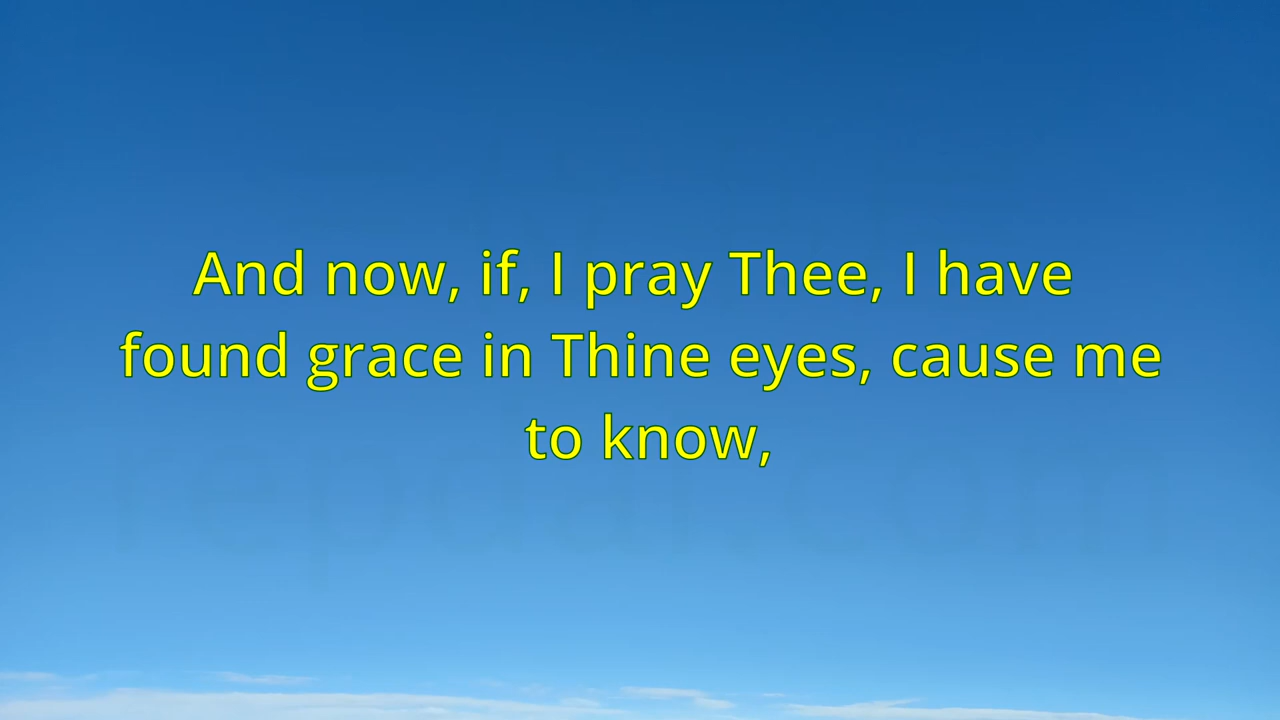 And now, if, I pray Thee, I have
found grace in Thine eyes, cause me
to know,